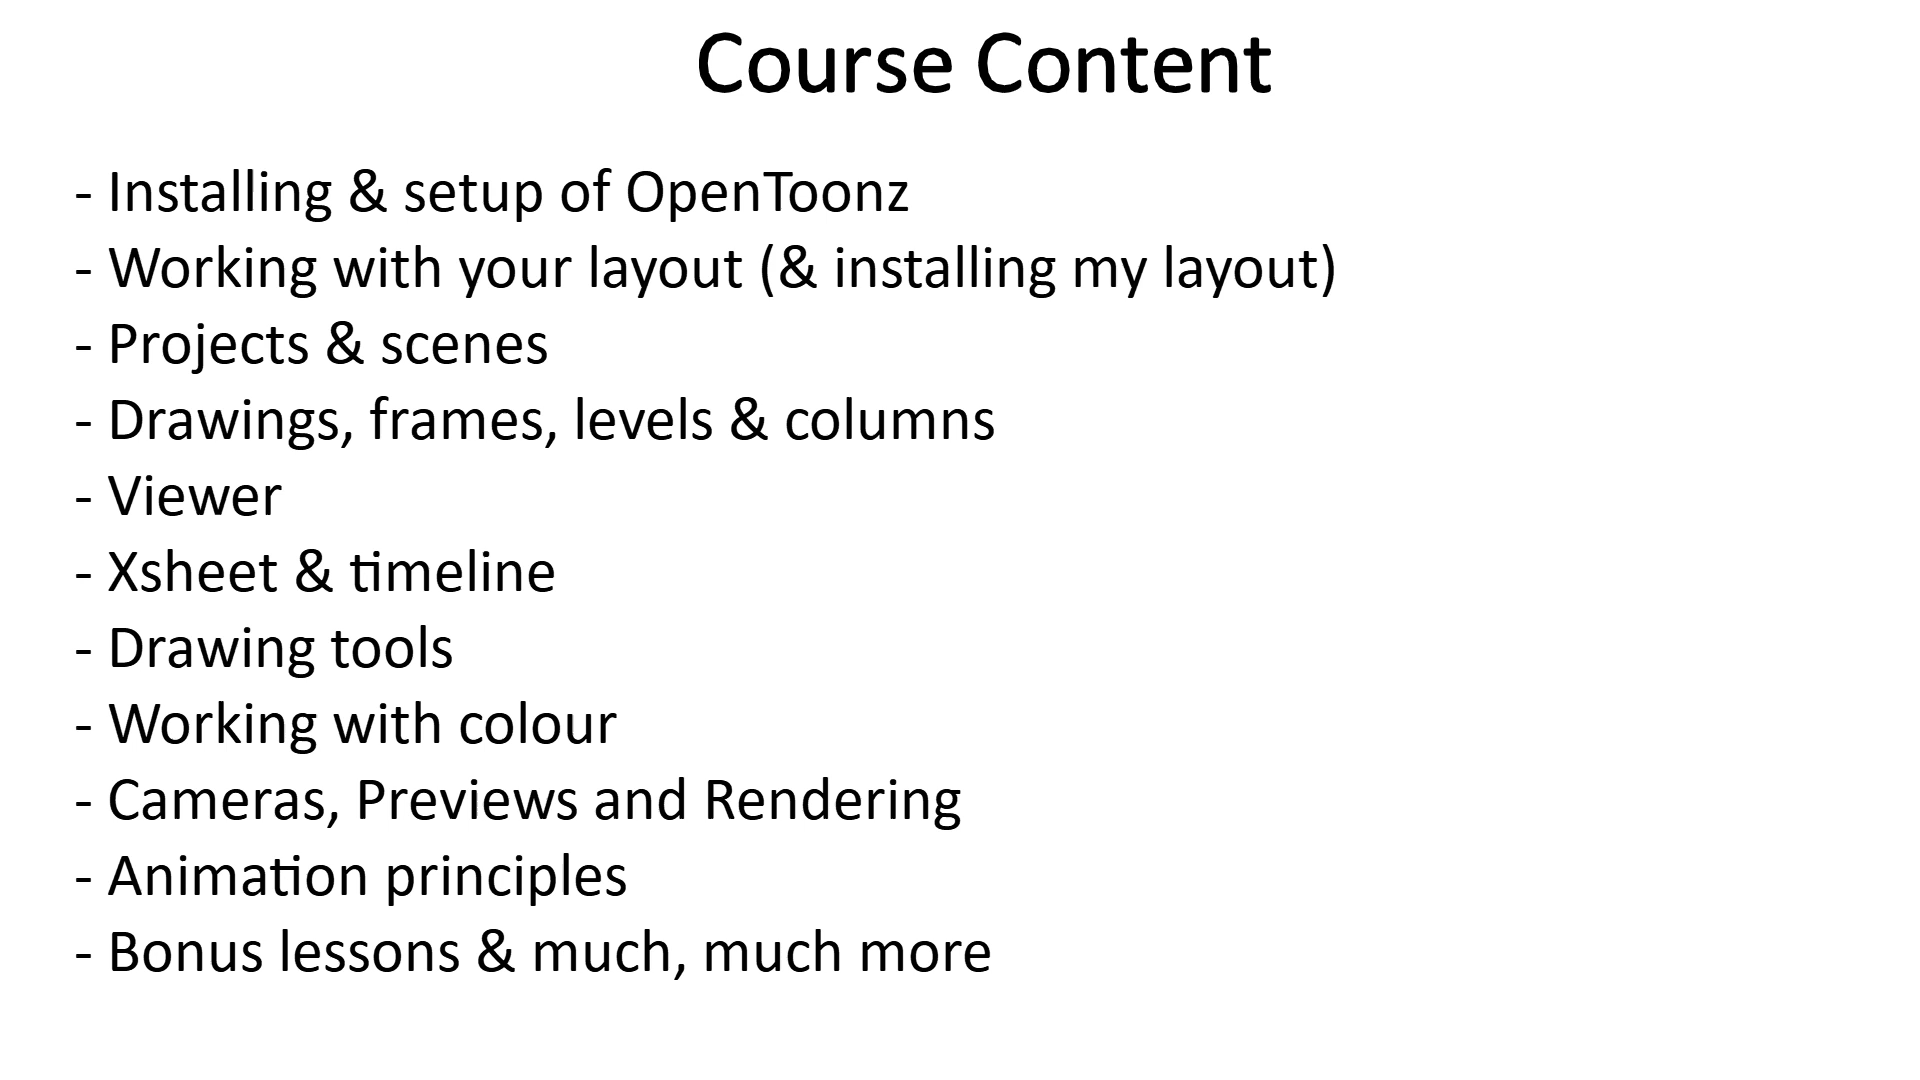 Course Content
- Installing & setup of OpenToonz
- Working with your layout (& installing my layout)
- Projects & scenes
- Drawings, frames, levels & columns
- Viewer
- Xsheet & timeline
- Drawing tools
- Working with colour
- Cameras, Previews and Rendering
- Animation principles
- Bonus lessons & much, much more